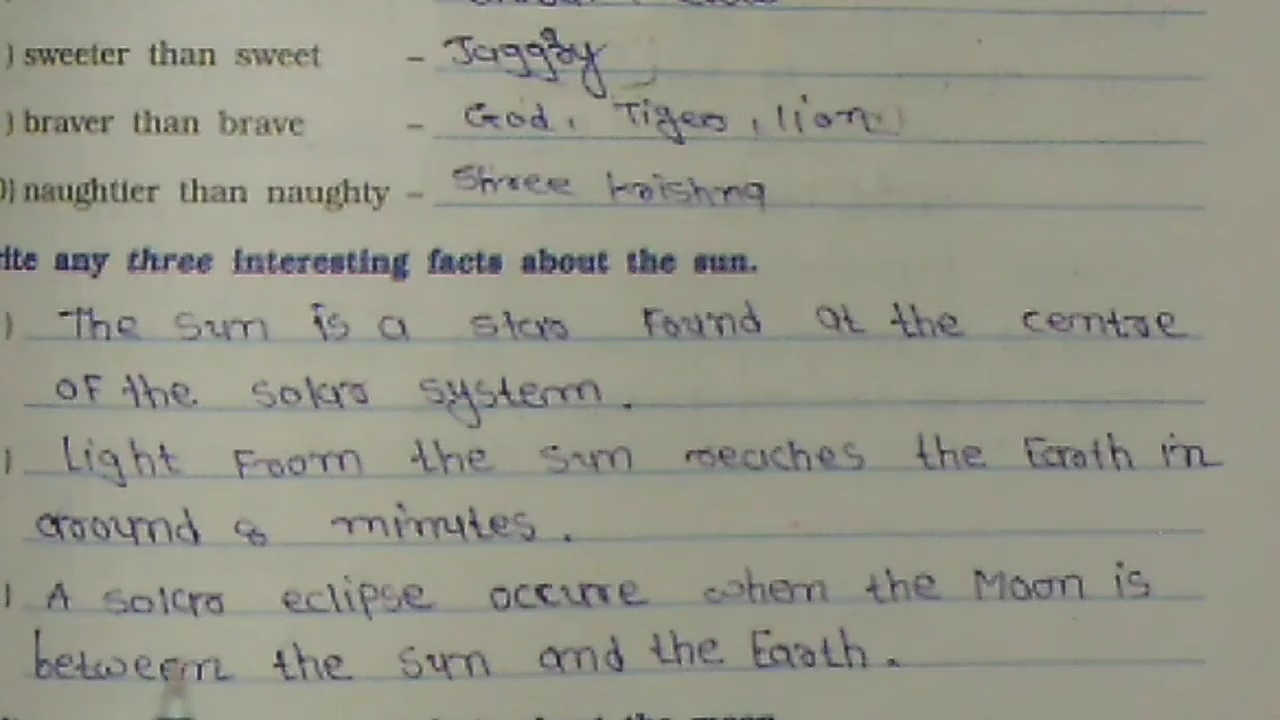 ) sweeter than sweet - Jaggry
) braver than brave - God, Tiger, lion
) naughtier than naughty - Shree krishna
ite any three interesting facts about the sun.
) The Sun is a star Found at the centre
of the solar system.
) Light From the Sun reaches the Earth in
around 8 minutes.
) A solar eclipse occure when the Moon is
between the Sun and the Earth.